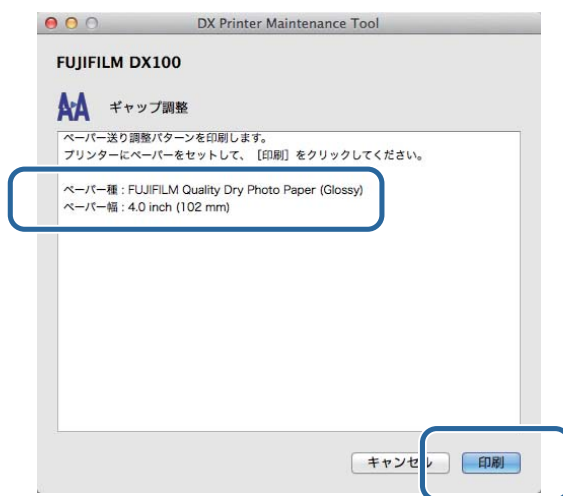 DX Printer Maintenance Tool
FUJIFILM DX100
ギャップ調整
ペーパー送り調整パターンを印刷します。
プリンターにペーパーをセットして、［印刷］をクリックしてください。
ペーパー種 : FUJIFILM Quality Dry Photo Paper (Glossy)
ペーパー幅 : 4.0 inch (102 mm)
キャンセル 印刷